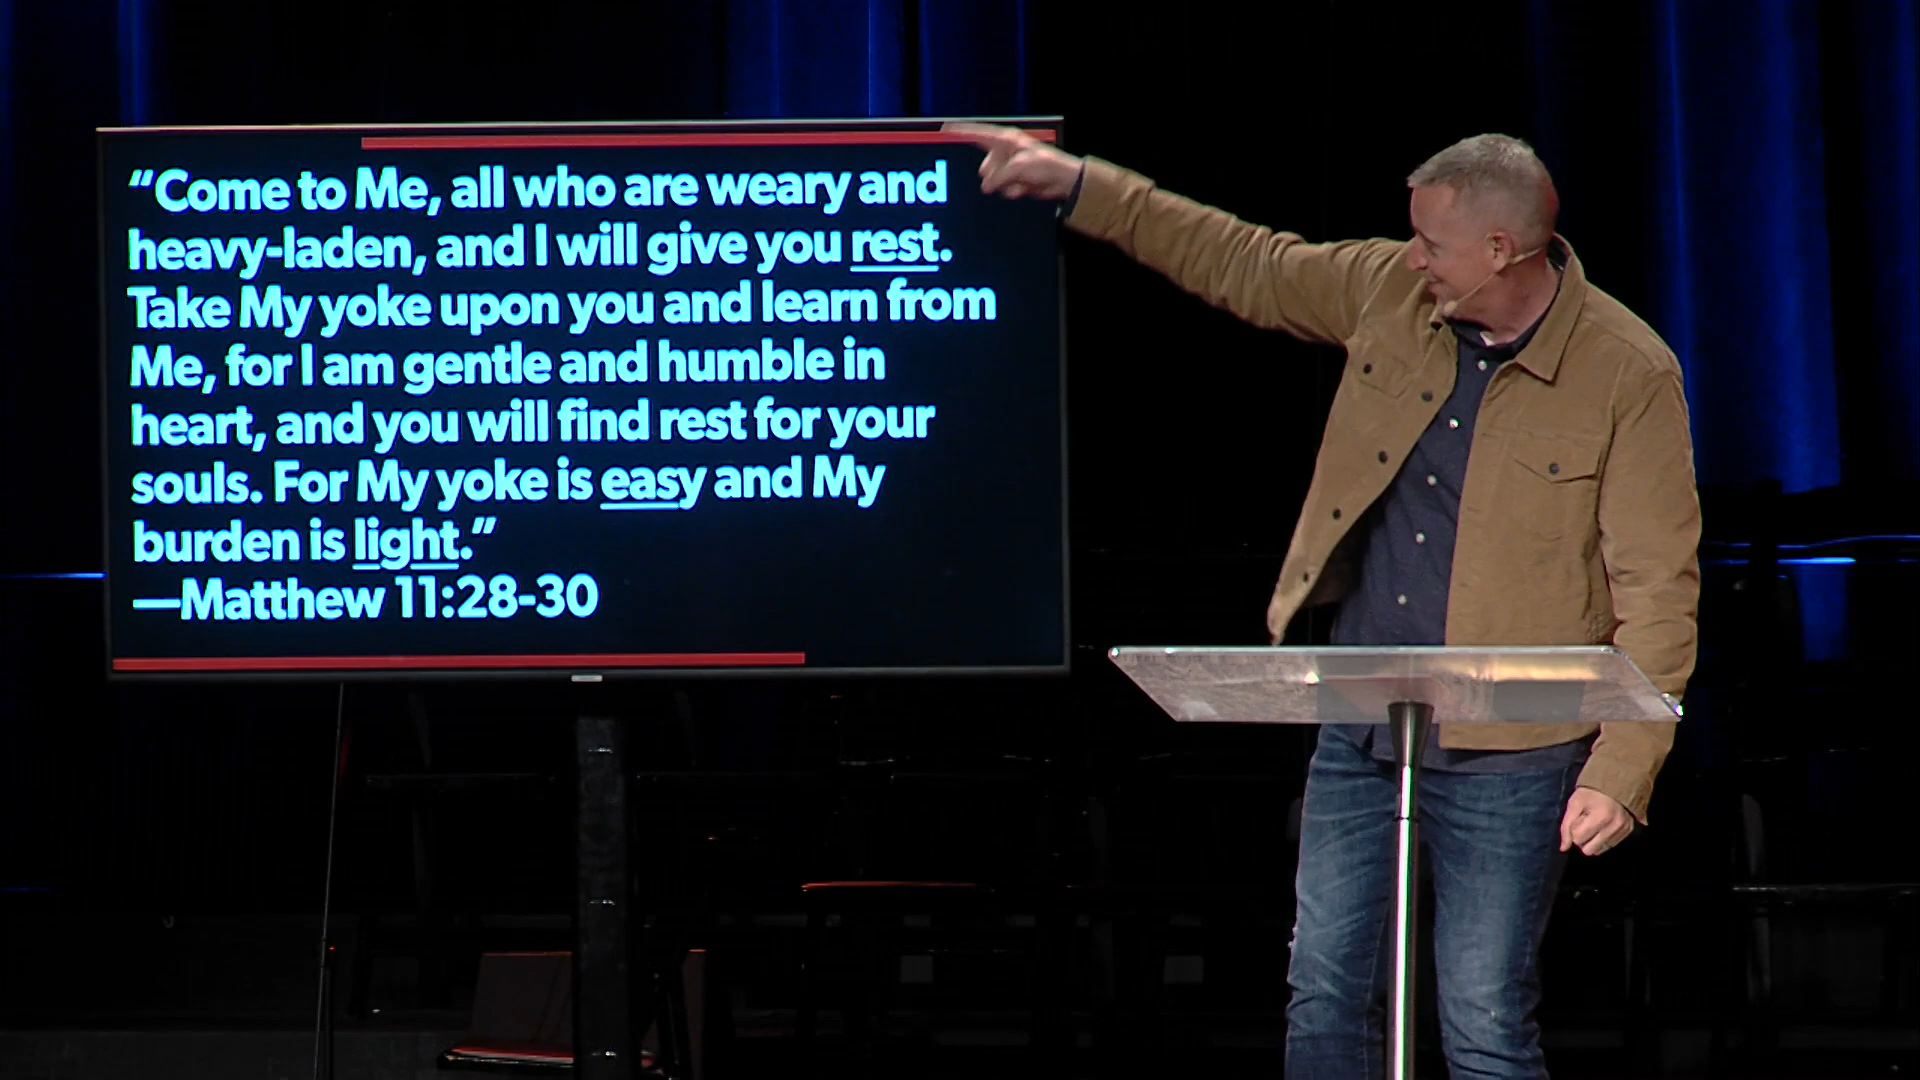 “Come to Me, all who are weary and
heavy-laden, and I will give you rest.
Take My yoke upon you and learn from
Me, for I am gentle and humble in
heart, and you will find rest for your
souls. For My yoke is easy and My
burden is light.”
—Matthew 11:28-30